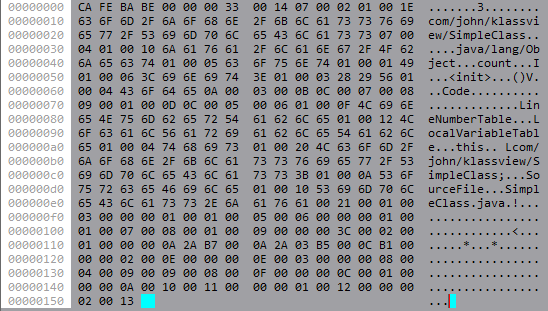 00000000 CA FE BA BE 00 00 00 33 00 14 07 00 02 01 00 1E .......3........
00000010 63 6F 6D 2F 6A 6F 68 6E 2F 6B 6C 61 73 73 76 69 com/john/klassvi
00000020 65 77 2F 53 69 6D 70 6C 65 43 6C 61 73 73 07 00 ew/SimpleClass..
00000030 04 01 00 10 6A 61 76 61 2F 6C 61 6E 67 2F 4F 62 ....java/lang/Ob
00000040 6A 65 63 74 01 00 05 63 6F 75 6E 74 01 00 01 49 ject...count...I
00000050 01 00 06 3C 69 6E 69 74 3E 01 00 03 28 29 56 01 ...<init>...()V.
00000060 00 04 43 6F 64 65 0A 00 03 00 0B 0C 00 07 00 08 ..Code..........
00000070 09 00 01 00 0D 0C 00 05 00 06 01 00 0F 4C 69 6E .............Lin
00000080 65 4E 75 6D 62 65 72 54 61 62 6C 65 01 00 12 4C eNumberTable...L
00000090 6F 63 61 6C 56 61 72 69 61 62 6C 65 54 61 62 6C ocalVariableTabl
000000a0 65 01 00 04 74 68 69 73 01 00 20 4C 63 6F 6D 2F e...this.. Lcom/
000000b0 6A 6F 68 6E 2F 6B 6C 61 73 73 76 69 65 77 2F 53 john/klassview/S
000000c0 69 6D 70 6C 65 43 6C 61 73 73 3B 01 00 0A 53 6F impleClass;...So
000000d0 75 72 63 65 46 69 6C 65 01 00 10 53 69 6D 70 6C urceFile...Simpl
000000e0 65 43 6C 61 73 73 2E 6A 61 76 61 00 21 00 01 00 eClass.java.!...
000000f0 03 00 00 00 01 00 01 00 05 00 06 00 00 00 01 00 ................
00000100 01 00 07 00 08 00 01 00 09 00 00 00 3C 00 02 00 ............<...
00000110 01 00 00 00 0A 2A B7 00 0A 2A 03 B5 00 0C B1 00 .....*...*......
00000120 00 00 02 00 0E 00 00 00 0E 00 03 00 00 00 08 00 ................
00000130 04 00 09 00 09 00 08 00 0F 00 00 00 0C 00 01 00 ................
00000140 00 00 0A 00 10 00 11 00 00 00 01 00 12 00 00 00 ................
00000150 02 00 13 ...